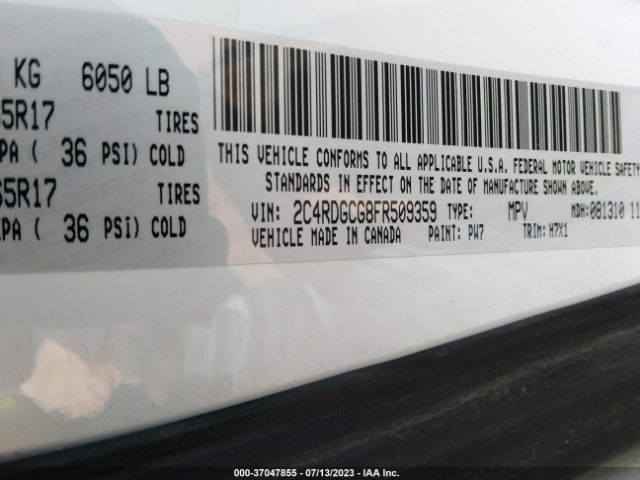 KG 6050 LB
5R17 TIRES
PA ( 36 PSI) COLD
5R17 TIRES
PA ( 36 PSI) COLD
THIS VEHICLE CONFORMS TO ALL APPLICABLE U.S.A. FEDERAL MOTOR VEHICLE SAFETY
STANDARDS IN EFFECT ON THE DATE OF MANUFACTURE SHOWN ABOVE.
VIN: 2C4RDGCG8FR509359 TYPE: MPV MDH:081310 11
VEHICLE MADE IN CANADA PAINT: PW7 TRIM: H7X1
000-37047855 / 07/13/2023 - IAA Inc.